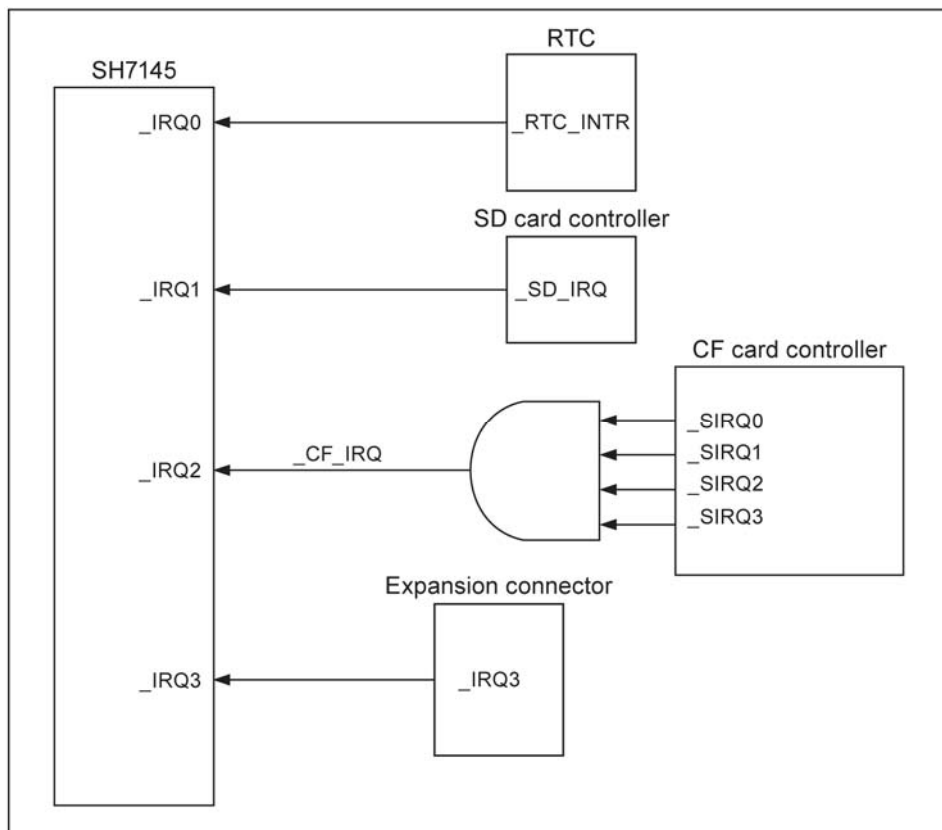 RTC
SH7145
_IRQ0
_RTC_INTR
SD card controller
_IRQ1
_SD_IRQ
CF card controller
_SIRQ0
_SIRQ1
_CF_IRQ
_IRQ2
_SIRQ2
_SIRQ3
Expansion connector
_IRQ3
_IRQ3